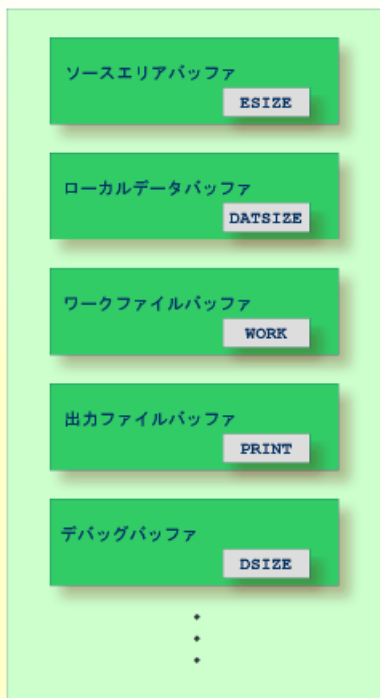 ソースエリアバッファ
ESIZE
ローカルデータバッファ
DATSIZE
ワークファイルバッファ
WORK
出力ファイルバッファ
PRINT
デバッグバッファ
DSIZE